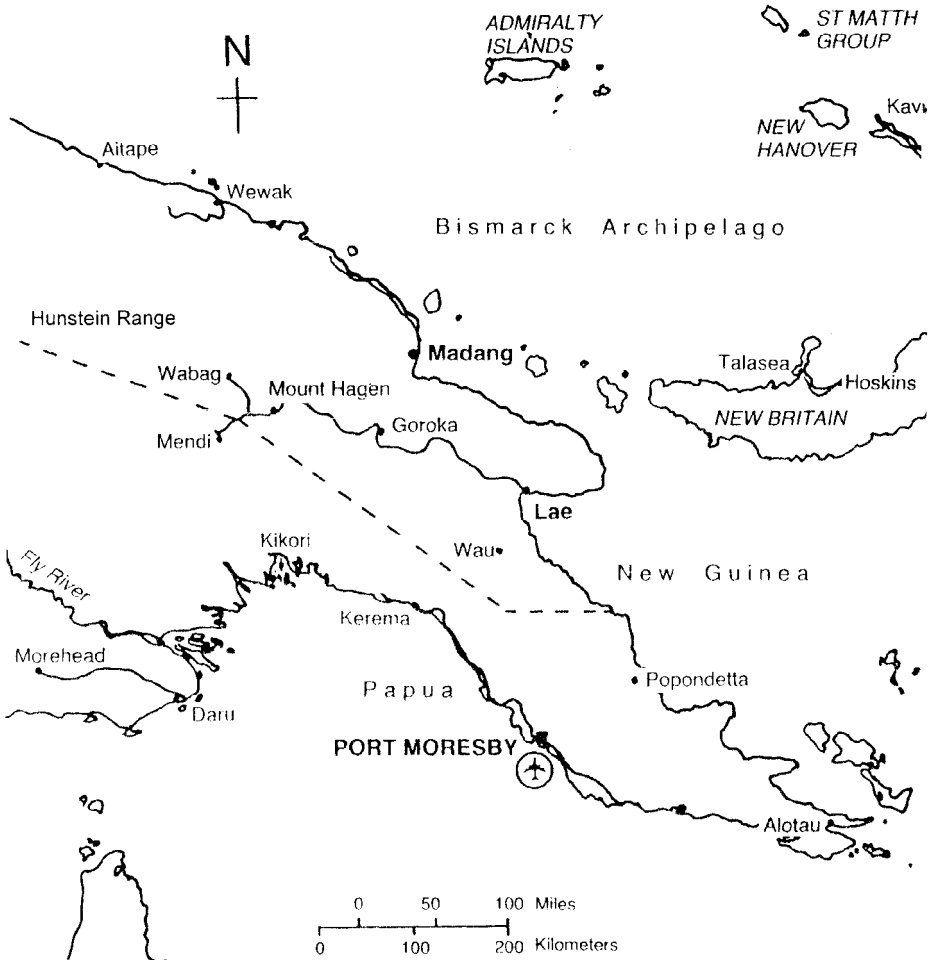 ADMIRALTY
ISLANDS
ST MATTH
GROUP
N
NEW
HANOVER
Aitape
Wewak
Bismarck Archipelago
Hunstein Range
Madang
Wabag
Mount Hagen
Talasea
Hoskins
Mendi
Goroka
NEW BRITAIN
Lae
Kikori
Wau
Fly River
New Guinea
Kerema
Morehead
Papua
Popondetta
Daru
PORT MORESBY
Alotau
0 50 100 Miles
0 100 200 Kilometers